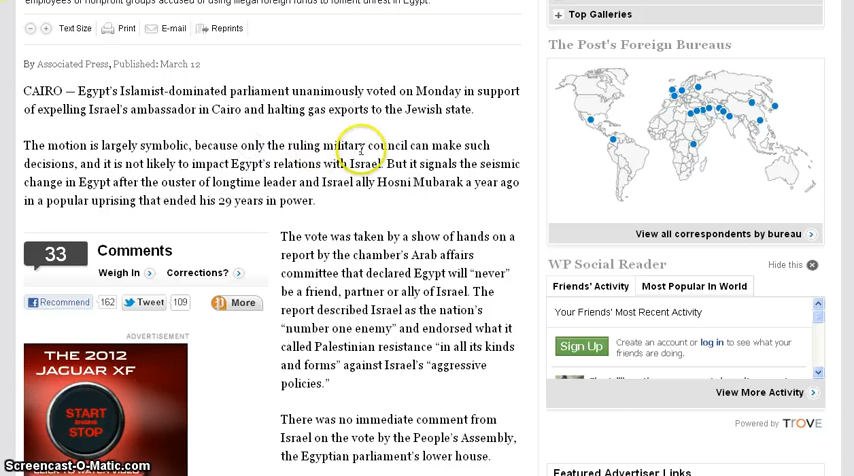 employees of nonprofit groups accused of using illegal foreign funds to foment unrest in Egypt.
Text Size
Print
E-mail
Reprints
By Associated Press, Published: March 12
CAIRO — Egypt's Islamist-dominated parliament unanimously voted on Monday in support
of expelling Israel's ambassador in Cairo and halting gas exports to the Jewish state.
The motion is largely symbolic, because only the ruling military council can make such
decisions, and it is not likely to impact Egypt's relations with Israel. But it signals the seismic
change in Egypt after the ouster of longtime leader and Israel ally Hosni Mubarak a year ago
in a popular uprising that ended his 29 years in power.
33
Comments
Weigh In
Corrections?
Recommend
162
Tweet
109
More
ADVERTISEMENT
THE 2012
JAGUAR XF
START
ENGINE
STOP
The vote was taken by a show of hands on a
report by the chamber's Arab affairs
committee that declared Egypt will “never”
be a friend, partner or ally of Israel. The
report described Israel as the nation's
“number one enemy” and endorsed what it
called Palestinian resistance “in all its kinds
and forms” against Israel's “aggressive
policies.”
There was no immediate comment from
Israel on the vote by the People's Assembly,
the Egyptian parliament's lower house.
Top Galleries
The Post's Foreign Bureaus
View all correspondents by bureau
WP Social Reader
Hide this
Friends' Activity
Most Popular In World
Your Friends' Most Recent Activity
Sign Up
Create an account or log in to see what your
friends are doing.
View More Activity
Powered by TROVE
Featured Advertiser Links
Screencast-O-Matic.com